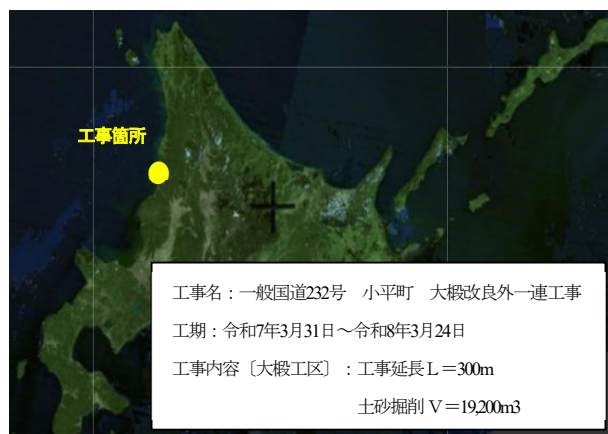 工事箇所
工事名：一般国道232号　小平町　大椴改良外一連工事
工期：令和7年3月31日～令和8年3月24日
工事内容〔大椴工区〕：工事延長Ｌ＝300m
土砂掘削Ｖ＝19,200m3